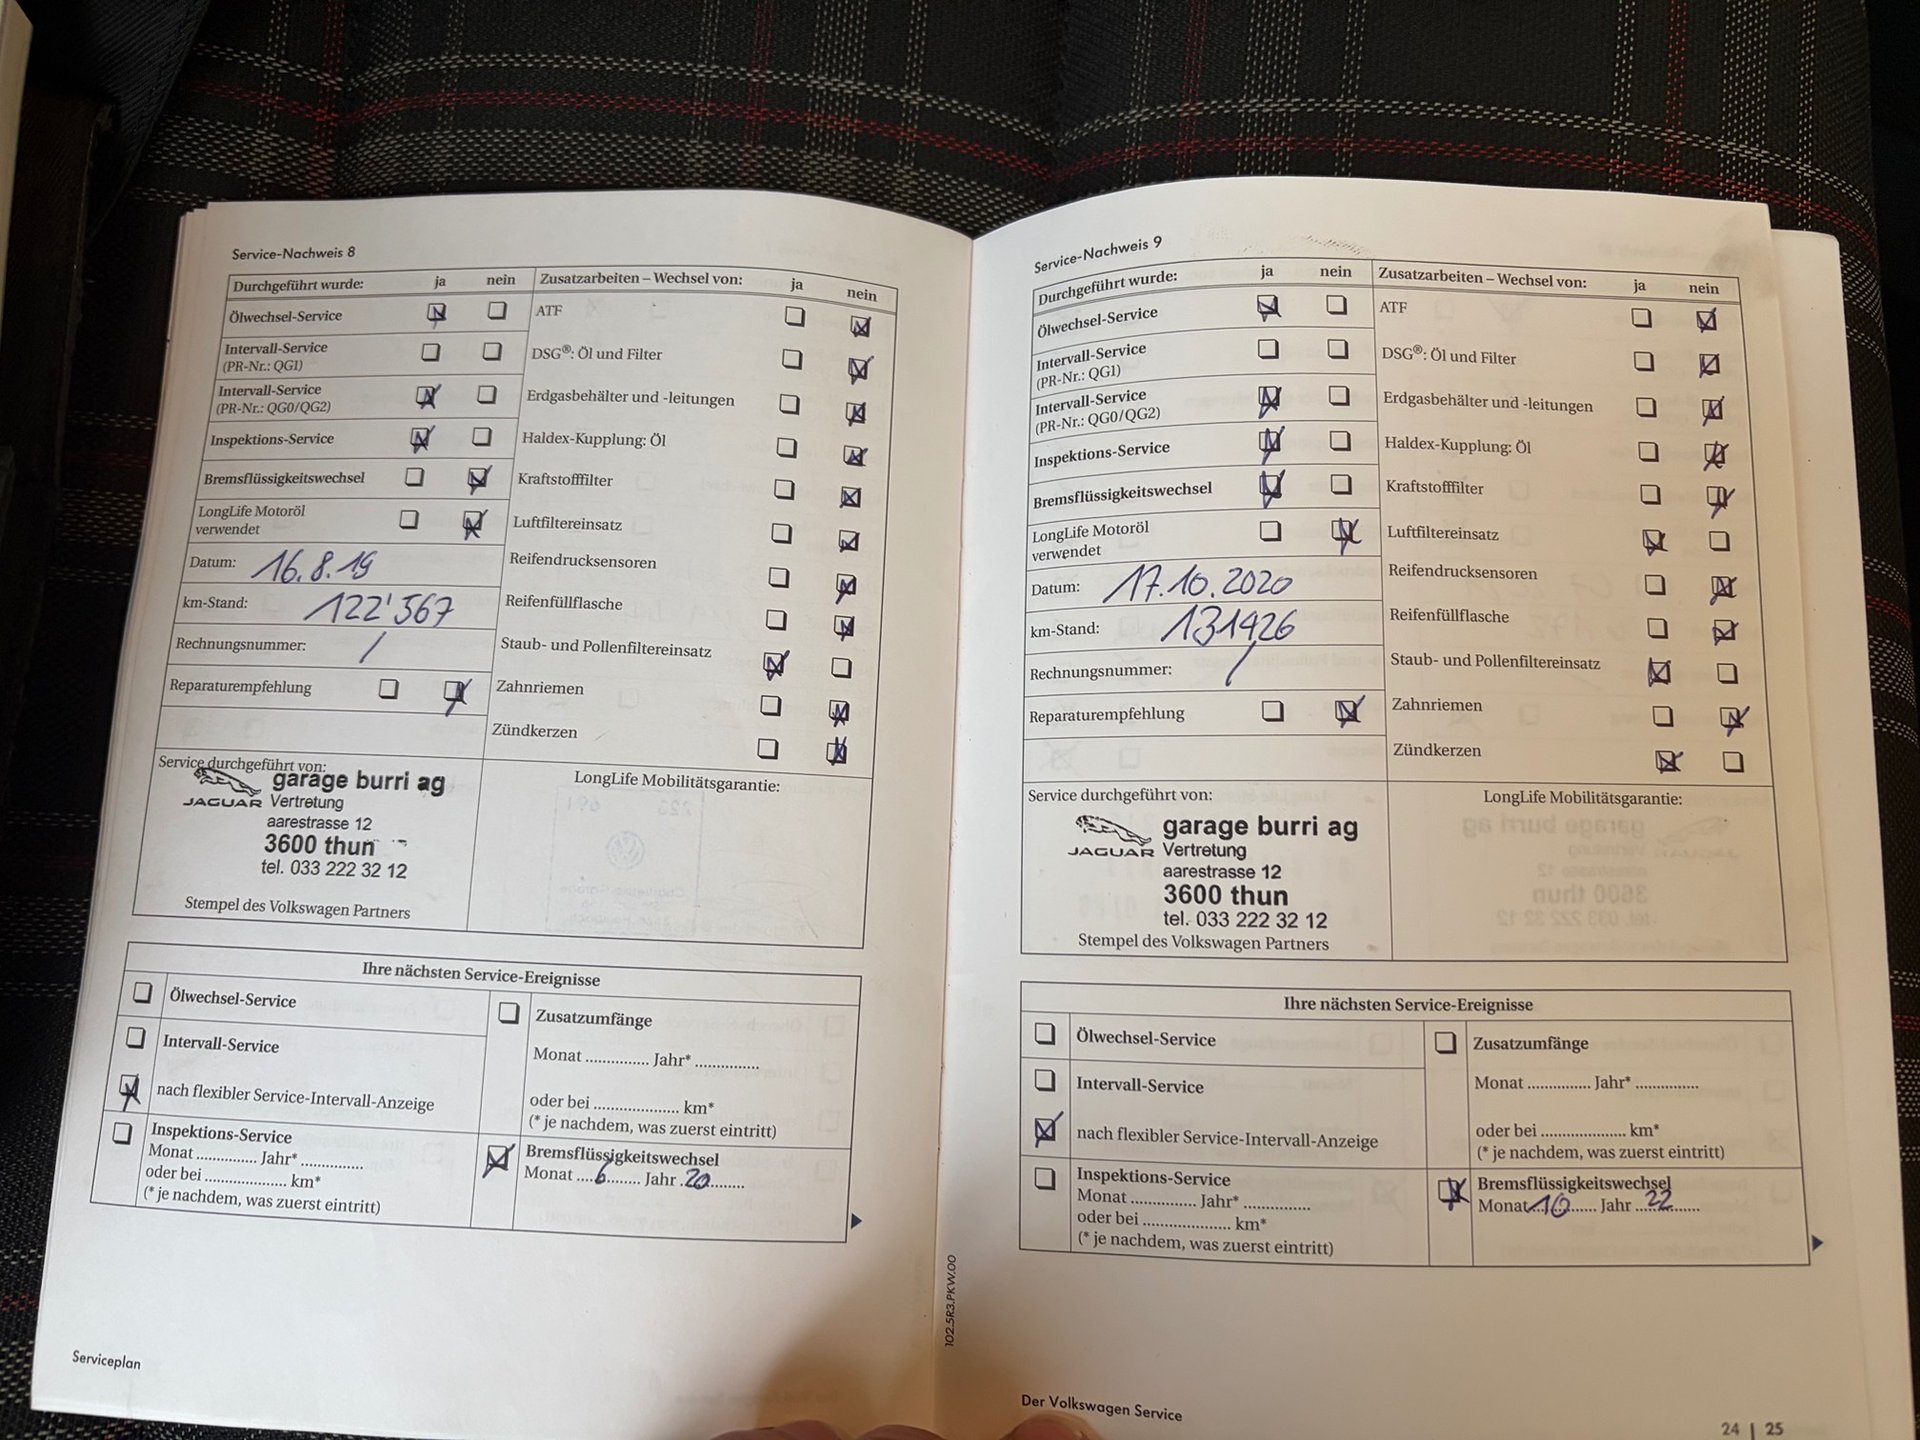 Service-Nachweis 8
Durchgeführt wurde: ja nein Zusatzarbeiten – Wechsel von: ja nein
Ölwechsel-Service ATF
Intervall-Service DSG®: Öl und Filter
(PR-Nr.: QG1)
Intervall-Service Erdgasbehälter und -leitungen
(PR-Nr.: QG0/QG2)
Inspektions-Service Haldex-Kupplung: Öl
Bremsflüssigkeitswechsel Kraftstofffilter
LongLife Motoröl Luftfiltereinsatz
verwendet
Datum: 16.8.19 Reifendrucksensoren
km-Stand: 122'567 Reifenfüllflasche
Rechnungsnummer: / Staub- und Pollenfiltereinsatz
Reparaturempfehlung Zahnriemen
Zündkerzen
Service durchgeführt von: LongLife Mobilitätsgarantie:
garage burri ag
JAGUAR Vertretung
aarestrasse 12
3600 thun
tel. 033 222 32 12
Stempel des Volkswagen Partners
Ihre nächsten Service-Ereignisse
Ölwechsel-Service Zusatzumfänge
Intervall-Service Monat ............... Jahr* ...............
nach flexibler Service-Intervall-Anzeige oder bei .................... km*
(* je nachdem, was zuerst eintritt)
Inspektions-Service Bremsflüssigkeitswechsel
Monat ............... Jahr* ............... Monat ....6........ Jahr .20.........
oder bei .................... km*
(* je nachdem, was zuerst eintritt)
Serviceplan
Service-Nachweis 9
Durchgeführt wurde: ja nein Zusatzarbeiten – Wechsel von: ja nein
Ölwechsel-Service ATF
Intervall-Service DSG®: Öl und Filter
(PR-Nr.: QG1)
Intervall-Service Erdgasbehälter und -leitungen
(PR-Nr.: QG0/QG2)
Inspektions-Service Haldex-Kupplung: Öl
Bremsflüssigkeitswechsel Kraftstofffilter
LongLife Motoröl Luftfiltereinsatz
verwendet
Datum: 17.10.2020 Reifendrucksensoren
km-Stand: 131426 Reifenfüllflasche
Rechnungsnummer: / Staub- und Pollenfiltereinsatz
Reparaturempfehlung Zahnriemen
Zündkerzen
Service durchgeführt von: LongLife Mobilitätsgarantie:
garage burri ag
JAGUAR Vertretung
aarestrasse 12
3600 thun
tel. 033 222 32 12
Stempel des Volkswagen Partners
Ihre nächsten Service-Ereignisse
Ölwechsel-Service Zusatzumfänge
Intervall-Service Monat ............... Jahr* ...............
nach flexibler Service-Intervall-Anzeige oder bei .................... km*
(* je nachdem, was zuerst eintritt)
Inspektions-Service Bremsflüssigkeitswechsel
Monat ............... Jahr* ............... Monat...10...... Jahr ...22.......
oder bei .................... km*
(* je nachdem, was zuerst eintritt)
102.5R3.PKW.00
Der Volkswagen Service
24 | 25